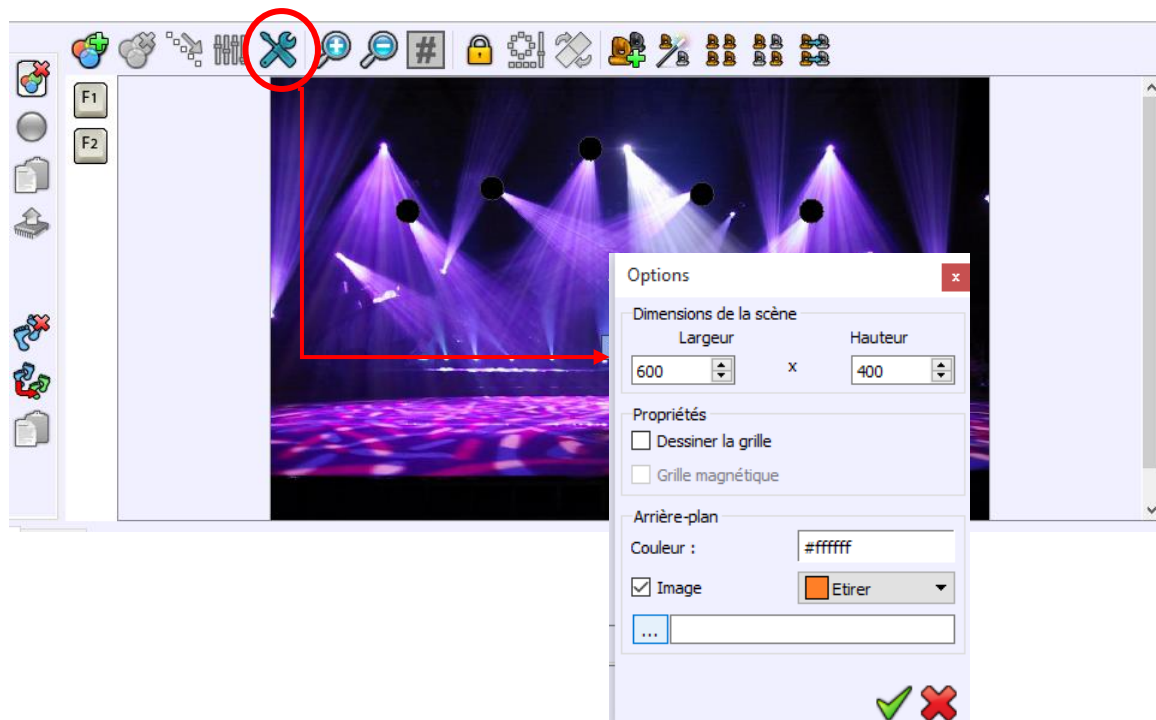 #
F1
F2
Options
x
Dimensions de la scène
Largeur Hauteur
600 x 400
Propriétés
Dessiner la grille
Grille magnétique
Arrière-plan
Couleur : #ffffff
Image Etirer
...